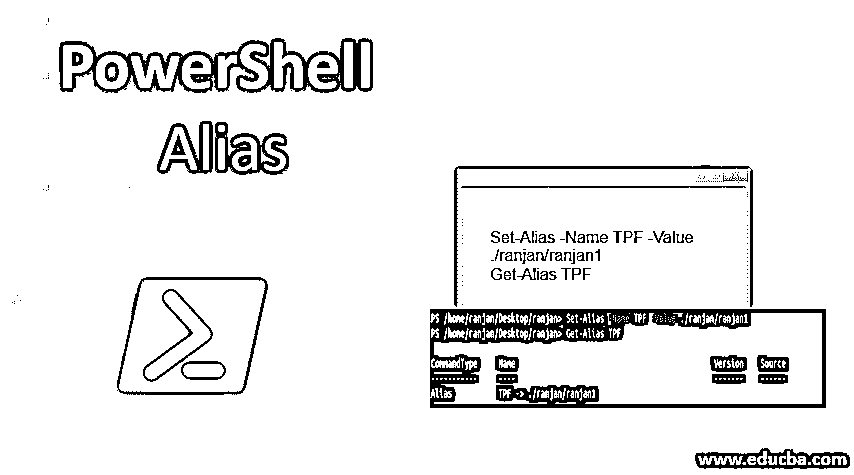 PowerShell
Alias
Set-Alias -Name TPF -Value
./ranjan/ranjan1
Get-Alias TPF
PS /home/ranjan/Desktop/ranjan> Set-Alias -Name TPF -Value ./ranjan/ranjan1
PS /home/ranjan/Desktop/ranjan> Get-Alias TPF
CommandType Name Version Source
----------- ---- ------- ------
Alias TPF -> ./ranjan/ranjan1
www.educba.com